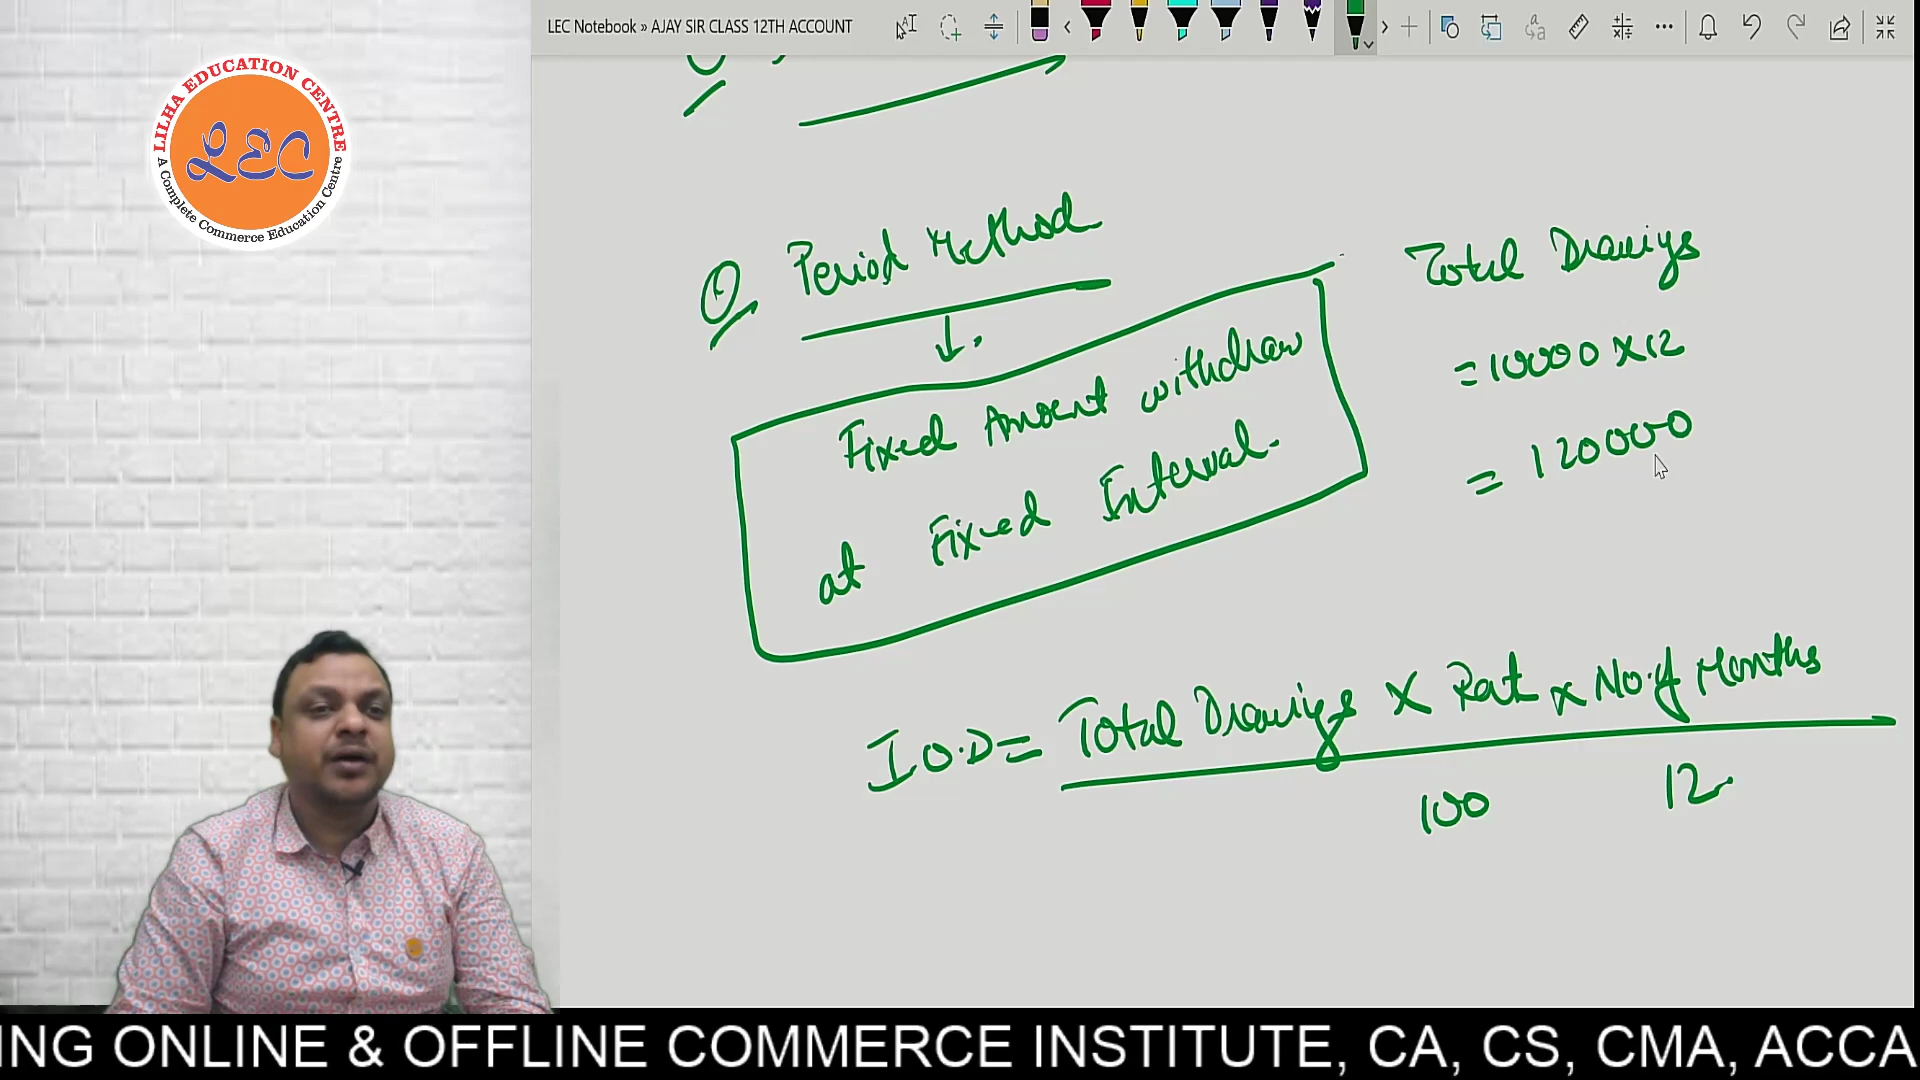 LEC Notebook » AJAY SIR CLASS 12TH ACCOUNT
LILHA EDUCATION CENTRE
LEC
A Complete Commerce Education Centre
Period Method
Fixed Amount withdraw
at Fixed Interval-
Total Drawings
= 10000 X 12
= 120000
I O.D = Total Drawings X Rate x No. of Months
100 12
ING ONLINE & OFFLINE COMMERCE INSTITUTE, CA, CS, CMA, ACCA